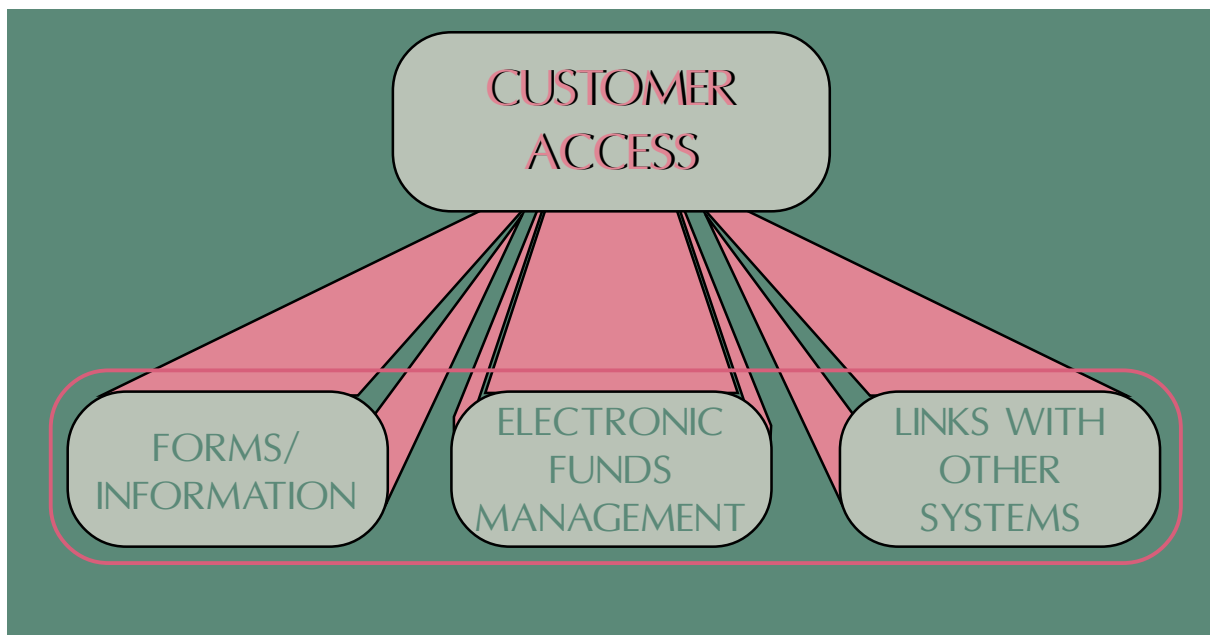 CUSTOMER
ACCESS
FORMS/
INFORMATION
ELECTRONIC
FUNDS
MANAGEMENT
LINKS WITH
OTHER
SYSTEMS